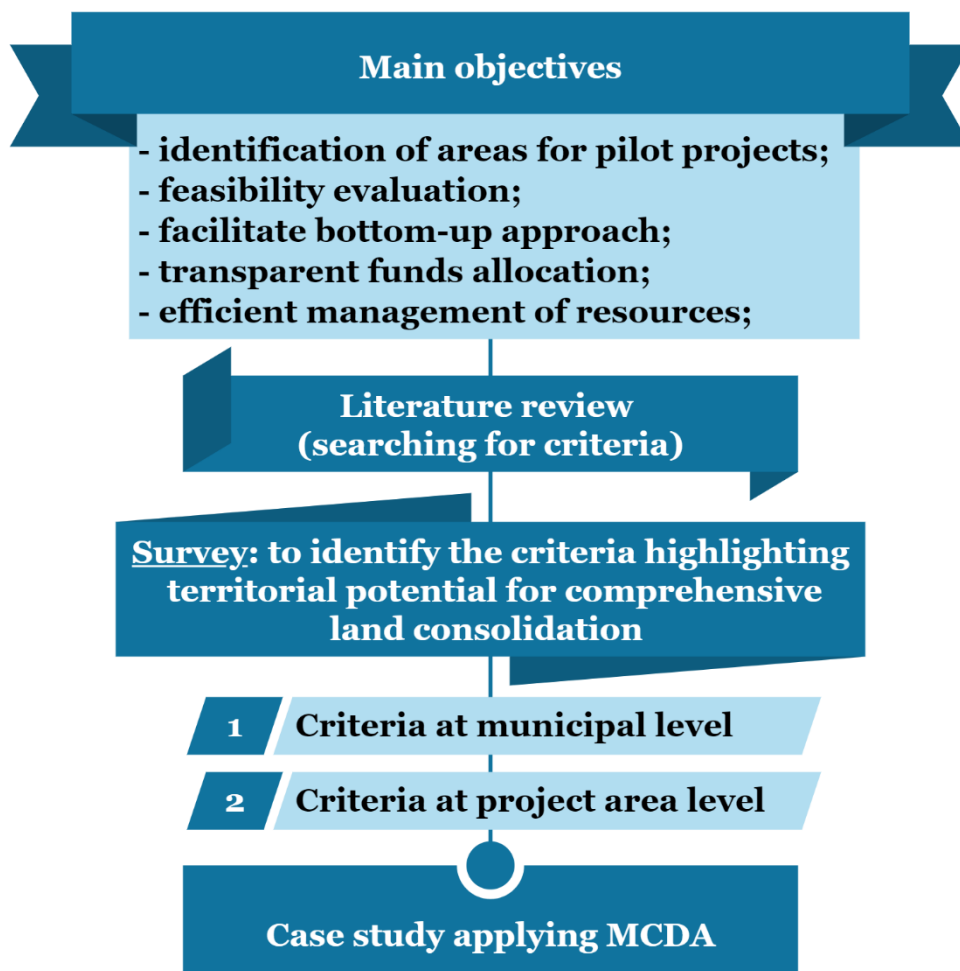 Main objectives
- identification of areas for pilot projects;
- feasibility evaluation;
- facilitate bottom-up approach;
- transparent funds allocation;
- efficient management of resources;
Literature review
(searching for criteria)
Survey: to identify the criteria highlighting
territorial potential for comprehensive
land consolidation
1 Criteria at municipal level
2 Criteria at project area level
Case study applying MCDA